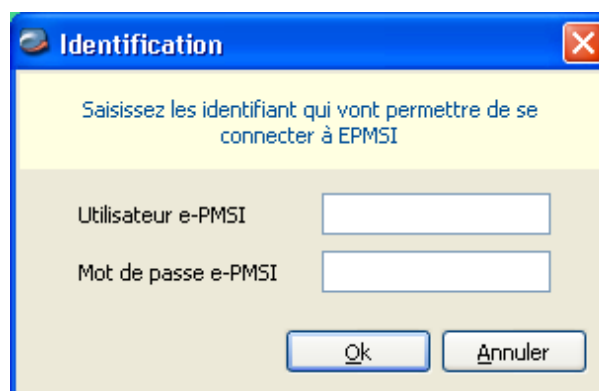 Identification
Saisissez les identifiant qui vont permettre de se
connecter à EPMSI
Utilisateur e-PMSI
Mot de passe e-PMSI
Ok
Annuler